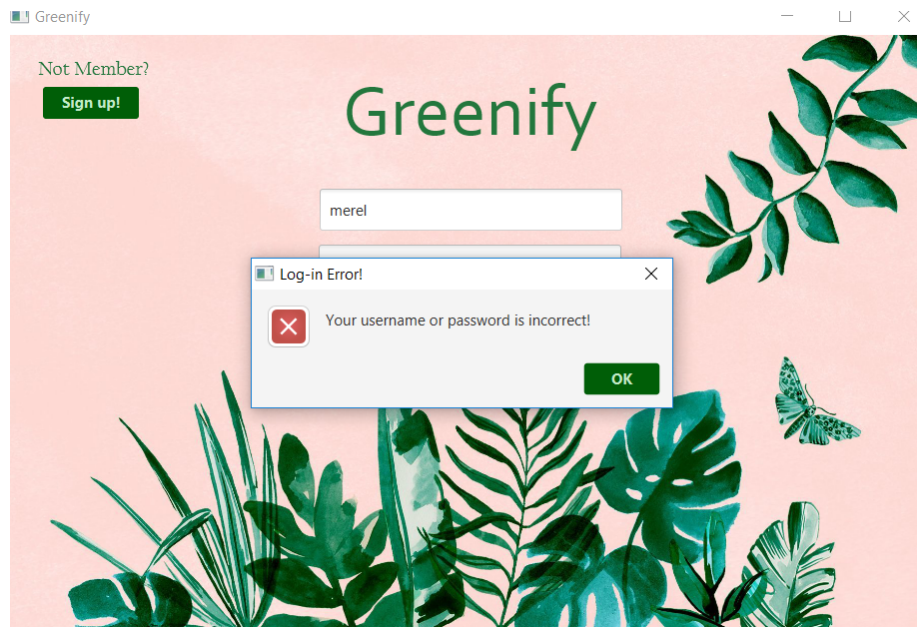 Greenify
Not Member?
Sign up!
Greenify
merel
Log-in Error!
Your username or password is incorrect!
OK